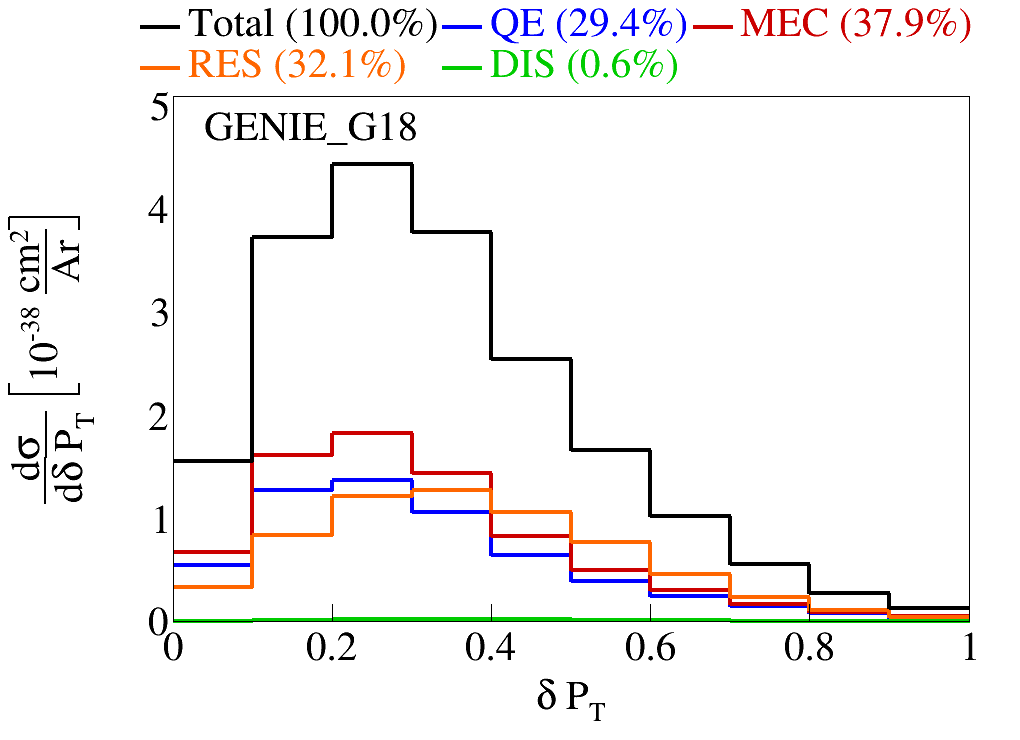 Total (100.0%) QE (29.4%) MEC (37.9%)
RES (32.1%) DIS (0.6%)
GENIE_G18
5
4
3
2
1
0
0 0.2 0.4 0.6 0.8 1
dσ/dδ P_T [10^-38 cm^2/Ar]
δ P_T